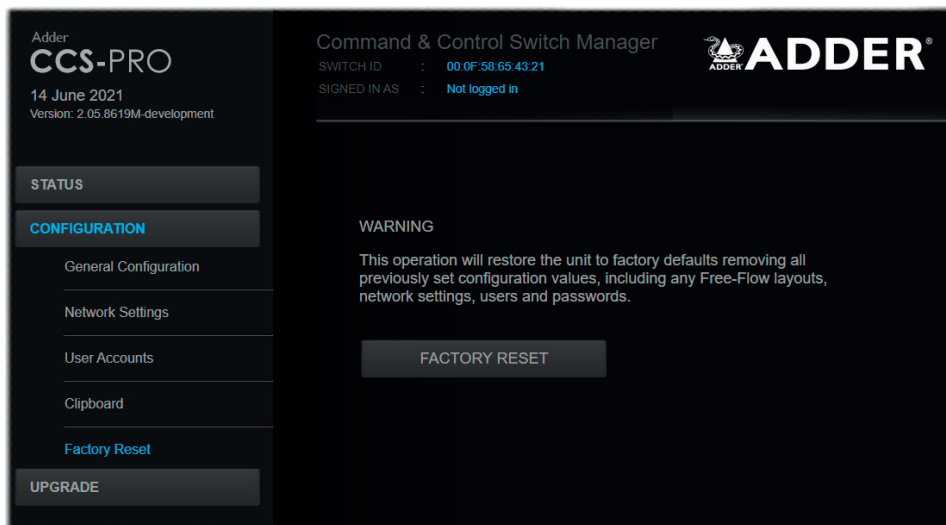 Adder
CCS-PRO
14 June 2021
Version: 2.05.8619M-development
Command & Control Switch Manager
SWITCH ID : 00:0F:58:65:43:21
SIGNED IN AS : Not logged in
ADDER
ADDER®
STATUS
CONFIGURATION
General Configuration
Network Settings
User Accounts
Clipboard
Factory Reset
UPGRADE
WARNING
This operation will restore the unit to factory defaults removing all
previously set configuration values, including any Free-Flow layouts,
network settings, users and passwords.
FACTORY RESET